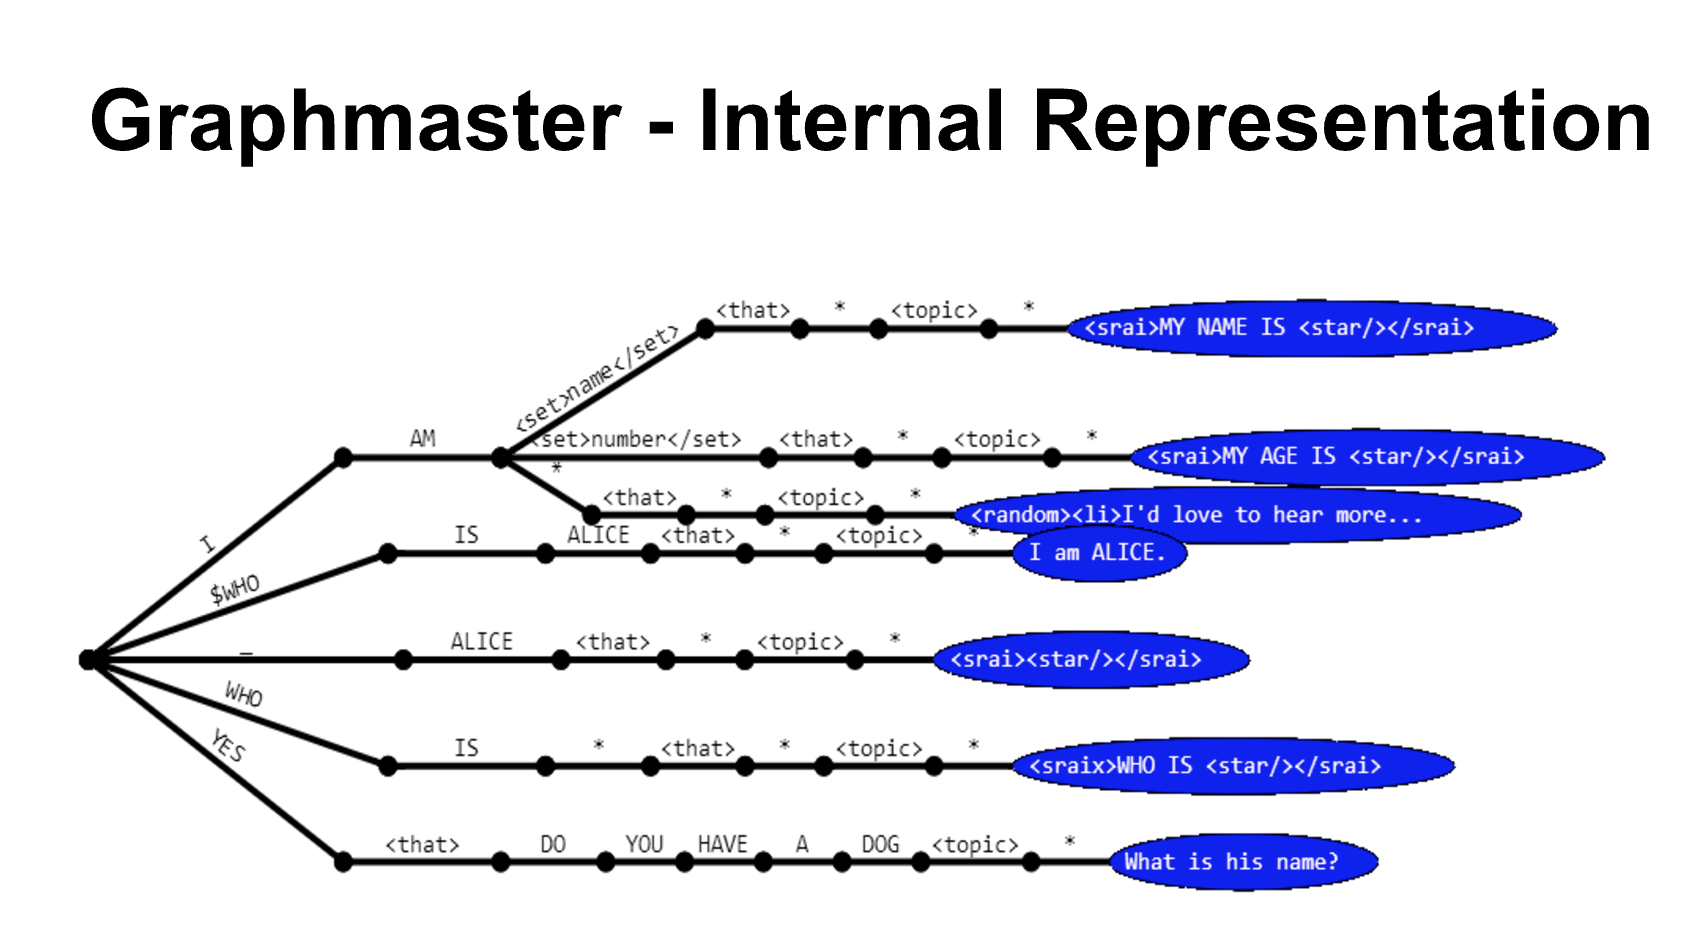 Graphmaster - Internal Representation
<that> * <topic> * <srai>MY NAME IS <star/></srai>
<set>name</set>
AM <set>number</set> <that> * <topic> * <srai>MY AGE IS <star/></srai>
*
<that> * <topic> * <random><li>I'd love to hear more...
I
IS ALICE <that> * <topic> * I am ALICE.
$WHO
_ ALICE <that> * <topic> * <srai><star/></srai>
WHO
IS * <that> * <topic> * <sraix>WHO IS <star/></srai>
YES
<that> DO YOU HAVE A DOG <topic> * What is his name?